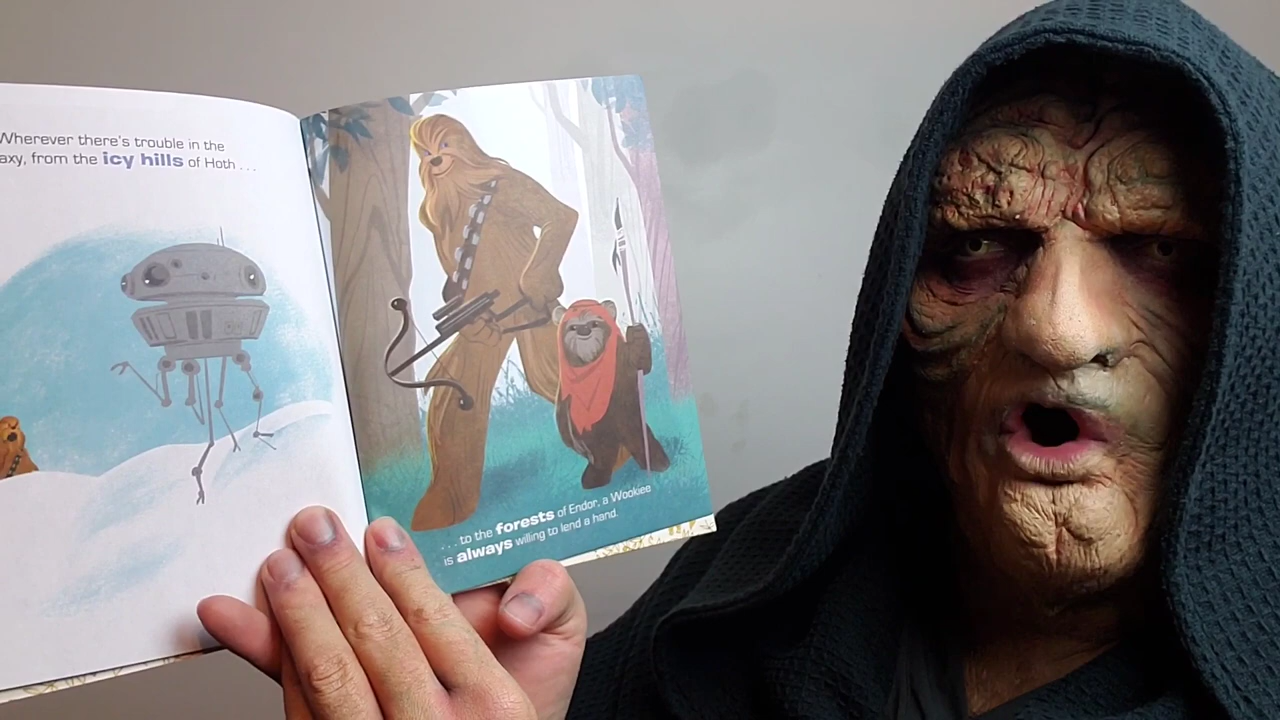 Wherever there's trouble in the
axy, from the icy hills of Hoth . . .
. . . to the forests of Endor, a Wookiee
is always willing to lend a hand.